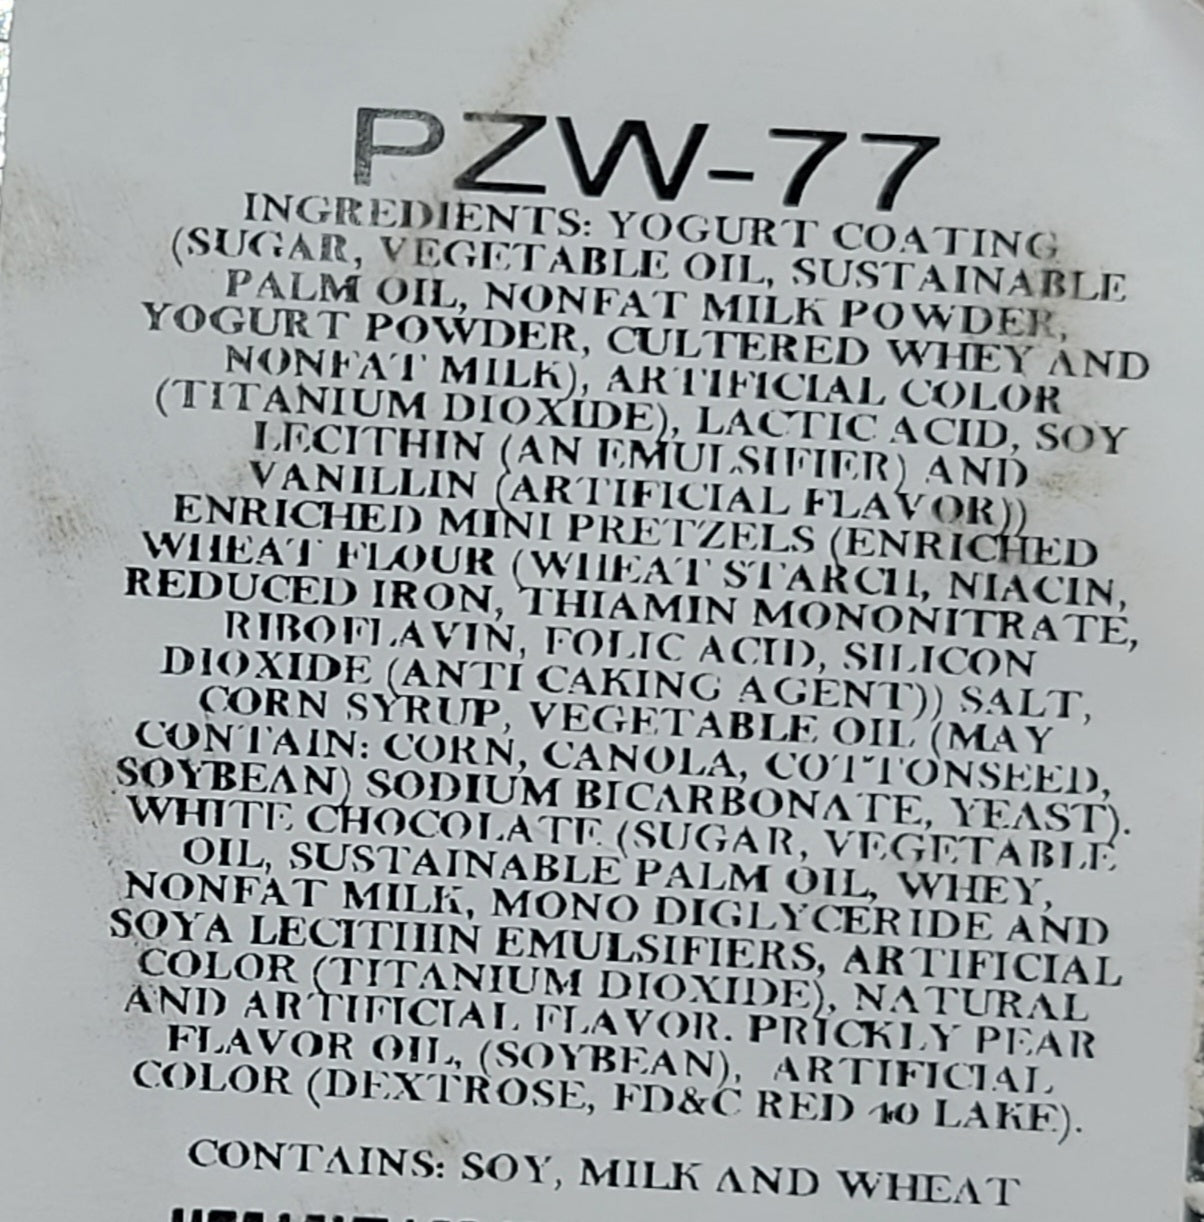 PZW-77
INGREDIENTS: YOGURT COATING
(SUGAR, VEGETABLE OIL, SUSTAINABLE
PALM OIL, NONFAT MILK POWDER,
YOGURT POWDER, CULTERED WHEY AND
NONFAT MILK), ARTIFICIAL COLOR
(TITANIUM DIOXIDE), LACTIC ACID, SOY
LECITHIN (AN EMULSIFIER) AND
VANILLIN (ARTIFICIAL FLAVOR))
ENRICHED MINI PRETZELS (ENRICHED
WHEAT FLOUR (WHEAT STARCH, NIACIN,
REDUCED IRON, THIAMIN MONONITRATE,
RIBOFLAVIN, FOLIC ACID, SILICON
DIOXIDE (ANTI CAKING AGENT)) SALT,
CORN SYRUP, VEGETABLE OIL (MAY
CONTAIN: CORN, CANOLA, COTTONSEED,
SOYBEAN) SODIUM BICARBONATE, YEAST).
WHITE CHOCOLATE (SUGAR, VEGETABLE
OIL, SUSTAINABLE PALM OIL, WHEY,
NONFAT MILK, MONO DIGLYCERIDE AND
SOYA LECITHIN EMULSIFIERS, ARTIFICIAL
COLOR (TITANIUM DIOXIDE), NATURAL
AND ARTIFICIAL FLAVOR. PRICKLY PEAR
FLAVOR OIL, (SOYBEAN), ARTIFICIAL
COLOR (DEXTROSE, FD&C RED 40 LAKE).
CONTAINS: SOY, MILK AND WHEAT